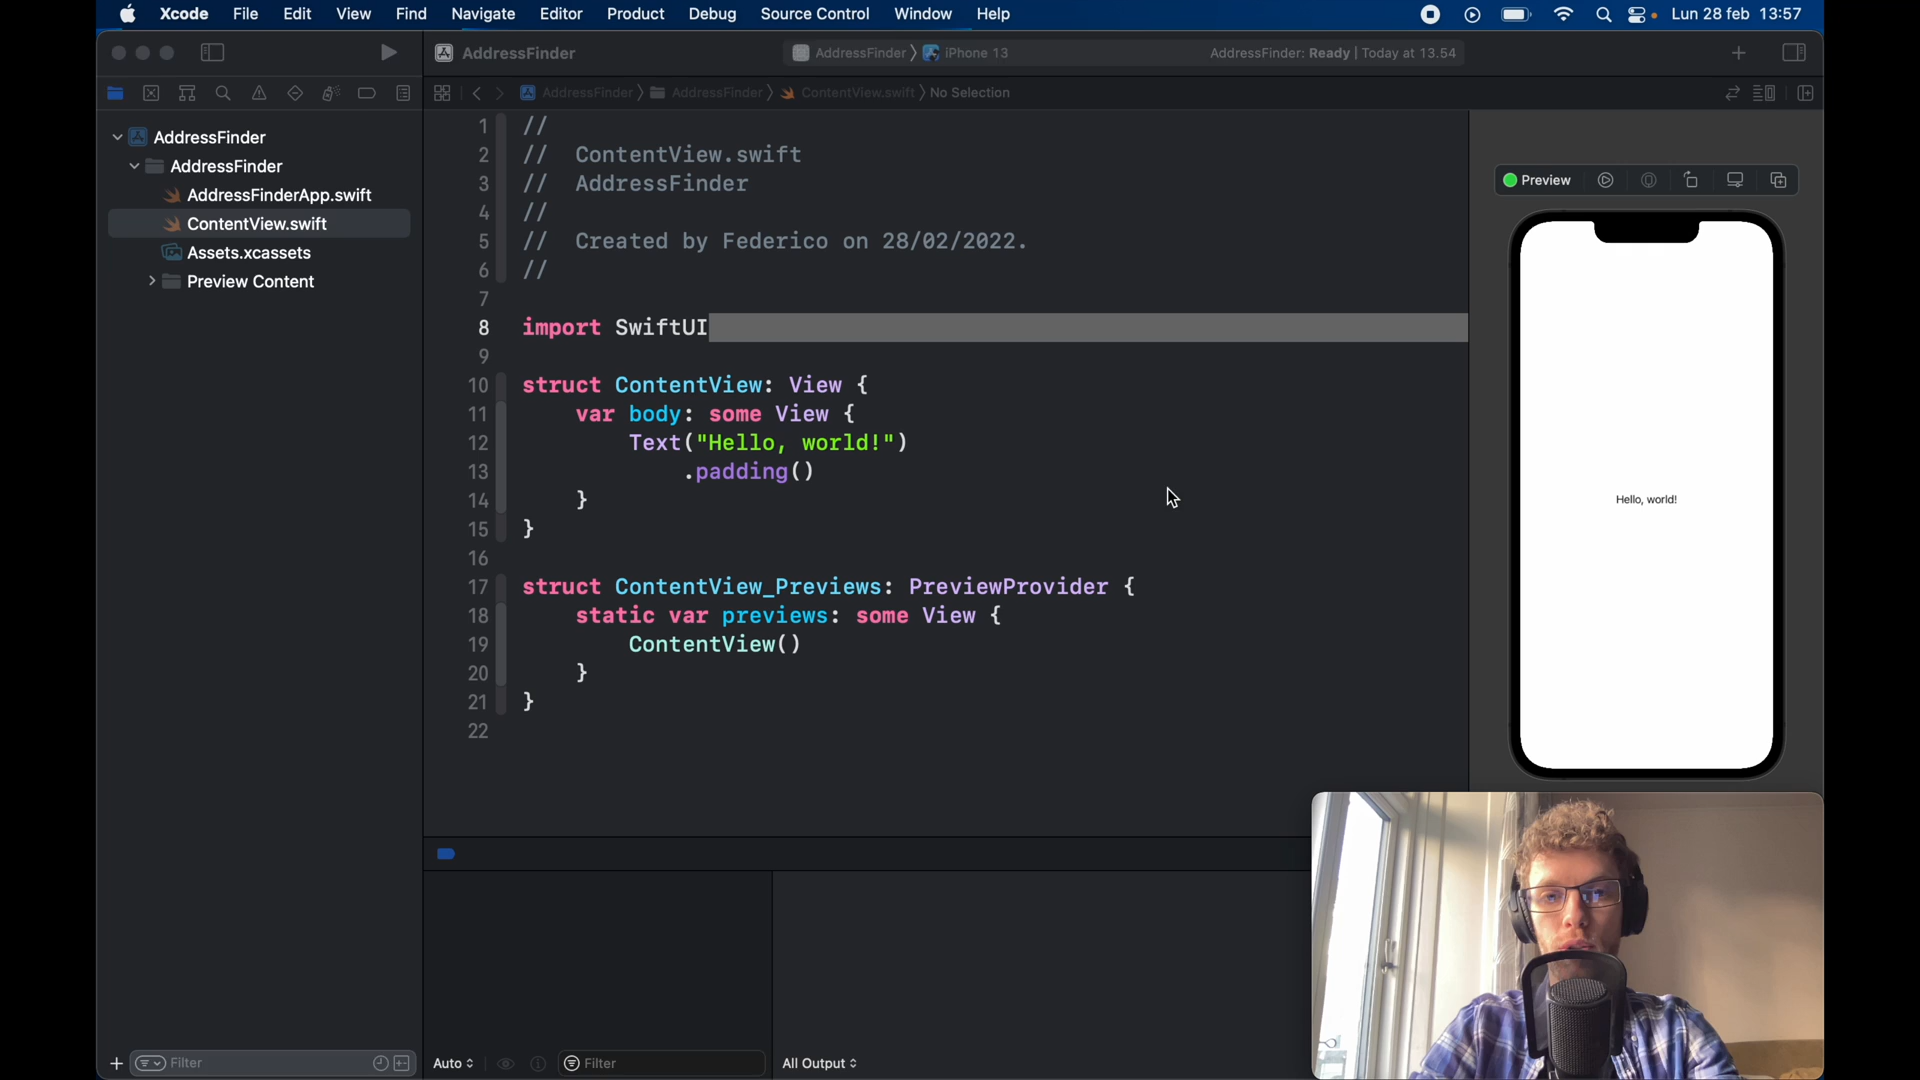 Xcode File Edit View Find Navigate Editor Product Debug Source Control Window Help Lun 28 feb 13:57
AddressFinder AddressFinder iPhone 13 AddressFinder: Ready | Today at 13.54
AddressFinder AddressFinder ContentView.swift No Selection
AddressFinder
AddressFinder
AddressFinderApp.swift
ContentView.swift
Assets.xcassets
Preview Content
1 //
2 // ContentView.swift
3 // AddressFinder
4 //
5 // Created by Federico on 28/02/2022.
6 //
7
8 import SwiftUI
9
10 struct ContentView: View {
11 var body: some View {
12 Text("Hello, world!")
13 .padding()
14 }
15 }
16
17 struct ContentView_Previews: PreviewProvider {
18 static var previews: some View {
19 ContentView()
20 }
21 }
22
Preview
Hello, world!
Filter
Auto
Filter
All Output